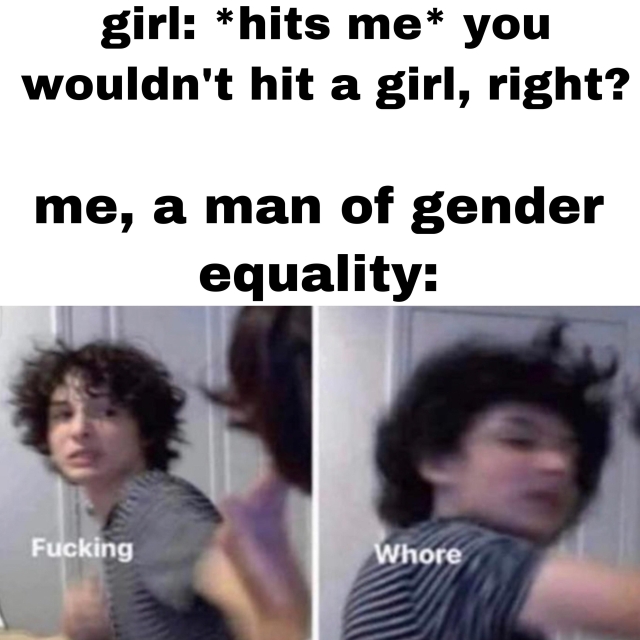 girl: *hits me* you
wouldn't hit a girl, right?
me, a man of gender
equality:
Fucking
Whore